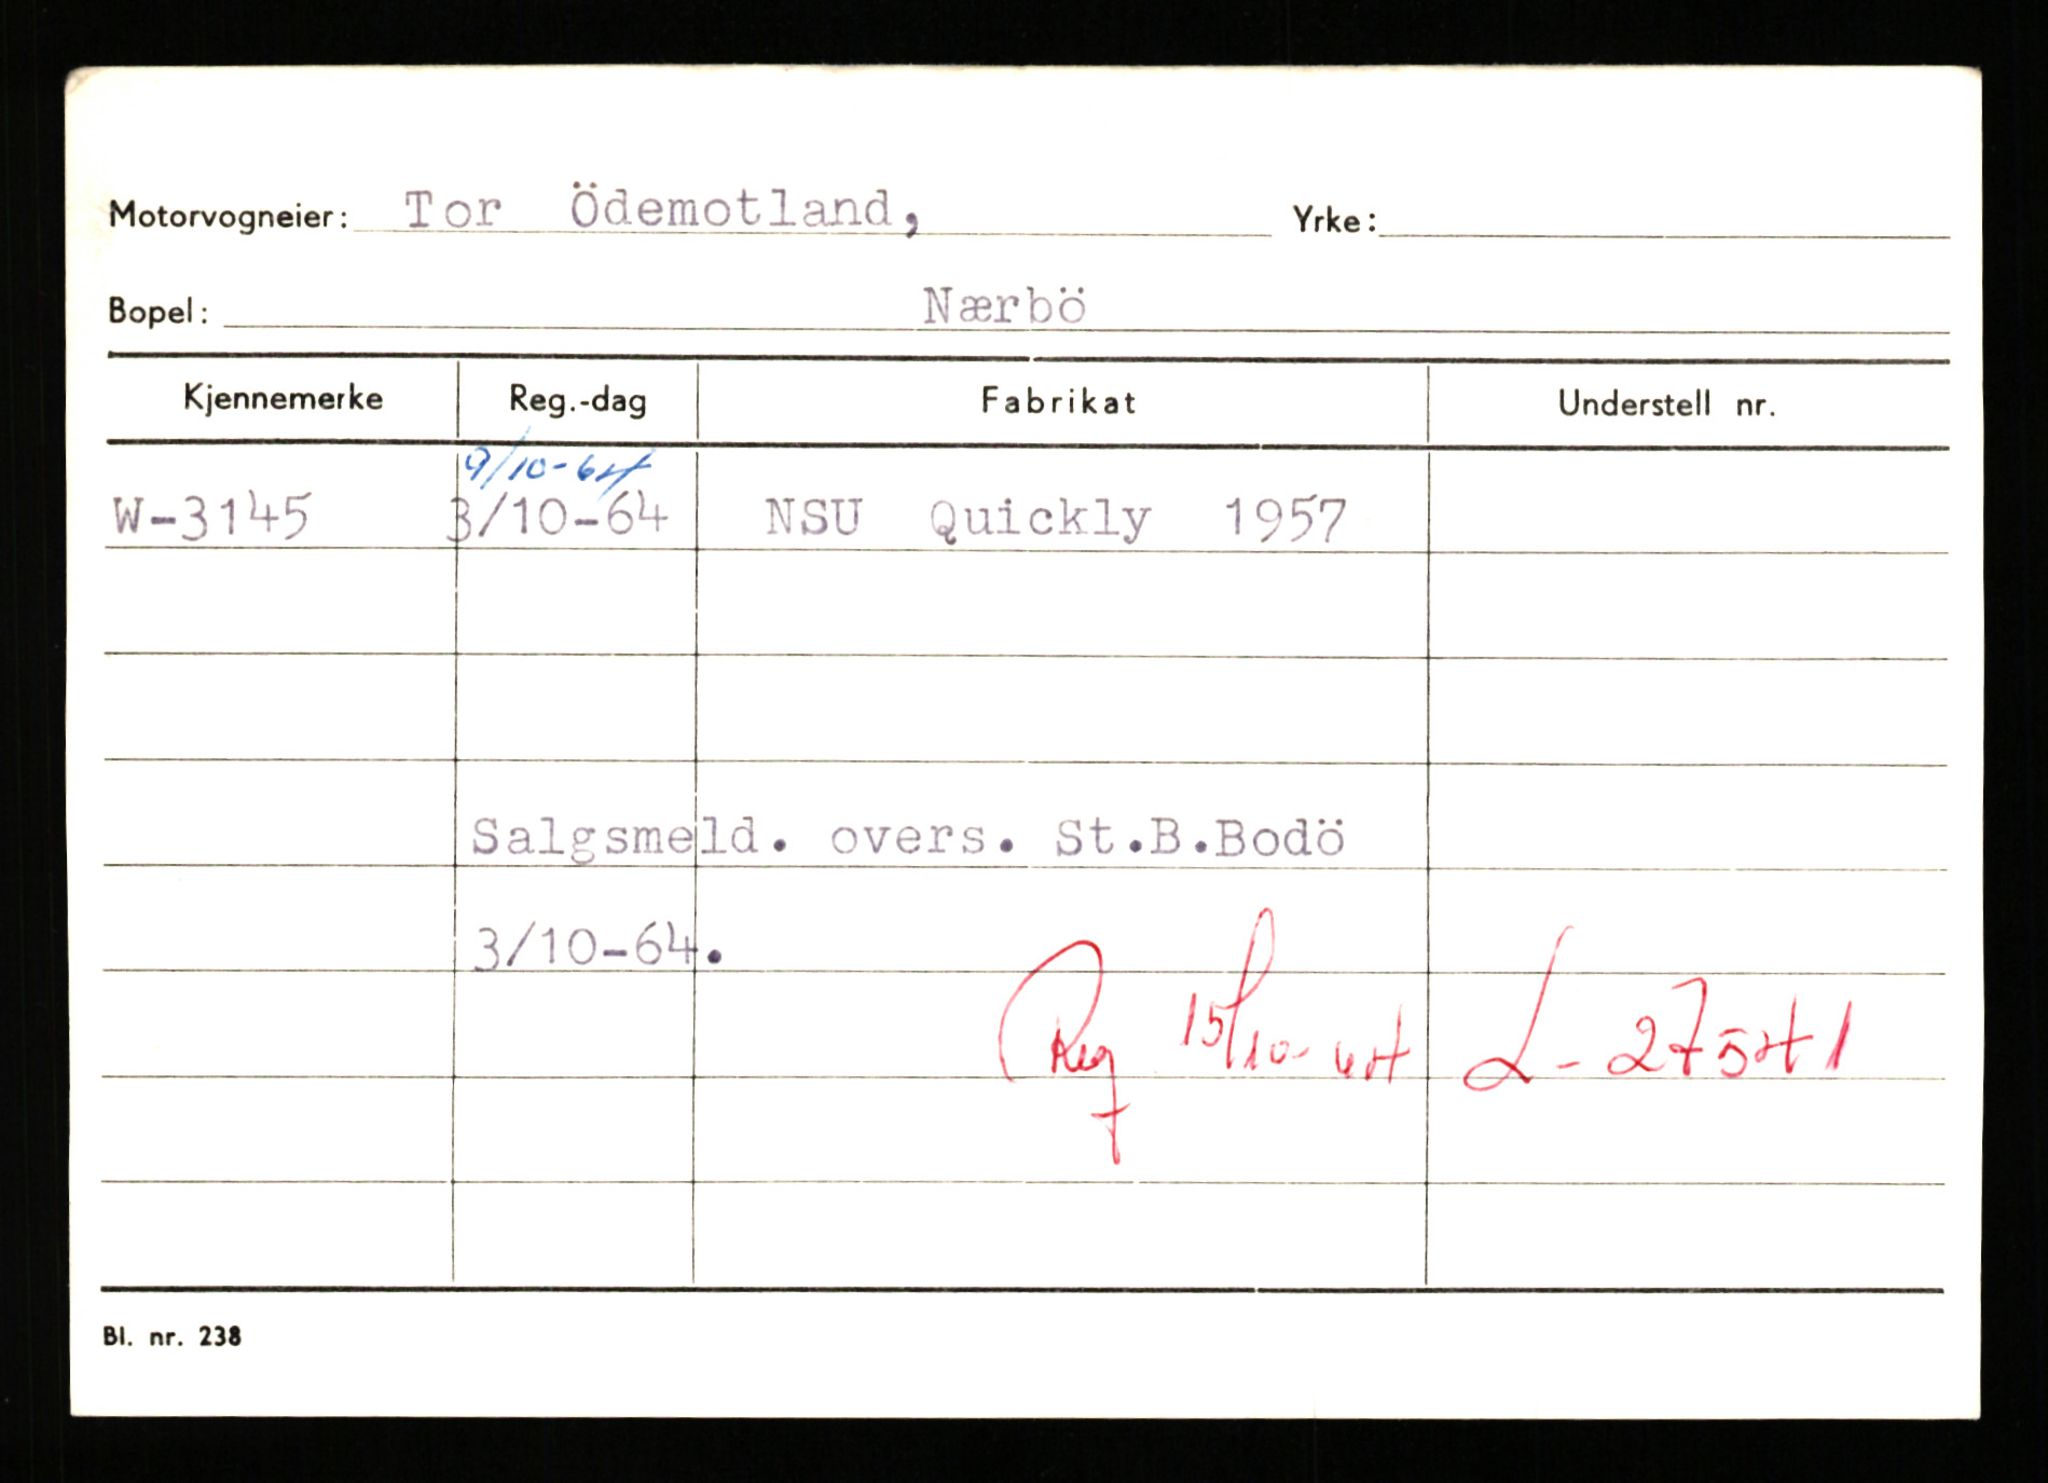 Motorvogneier: Tor Ödemotland, Yrke:
Bopel: Nærbö
Kjennemerke Reg.-dag Fabrikat Understell nr.
9/10-64
W-3145 3/10-64 NSU Quickly 1957
Salgsmeld. overs. St.B.Bodö
3/10-64.
Reg 15/10-64 L-27541
Bl. nr. 238